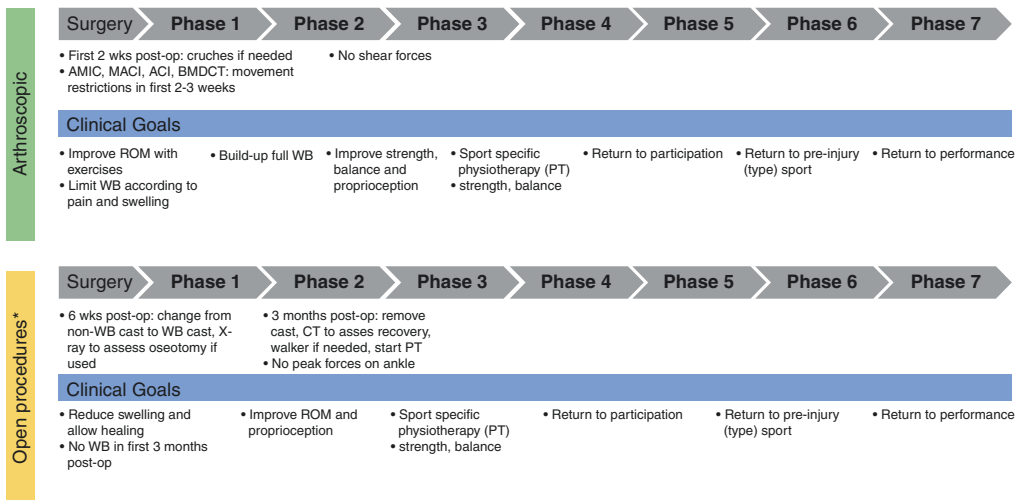 Arthroscopic
Surgery Phase 1 Phase 2 Phase 3 Phase 4 Phase 5 Phase 6 Phase 7
• First 2 wks post-op: cruches if needed
• AMIC, MACI, ACI, BMDCT: movement
restrictions in first 2-3 weeks
• No shear forces
Clinical Goals
• Improve ROM with
exercises
• Limit WB according to
pain and swelling
• Build-up full WB
• Improve strength,
balance and
proprioception
• Sport specific
physiotherapy (PT)
• strength, balance
• Return to participation
• Return to pre-injury
(type) sport
• Return to performance
Open procedures*
Surgery Phase 1 Phase 2 Phase 3 Phase 4 Phase 5 Phase 6 Phase 7
• 6 wks post-op: change from
non-WB cast to WB cast, X-
ray to assess oseotomy if
used
• 3 months post-op: remove
cast, CT to asses recovery,
walker if needed, start PT
• No peak forces on ankle
Clinical Goals
• Reduce swelling and
allow healing
• No WB in first 3 months
post-op
• Improve ROM and
proprioception
• Sport specific
physiotherapy (PT)
• strength, balance
• Return to participation
• Return to pre-injury
(type) sport
• Return to performance